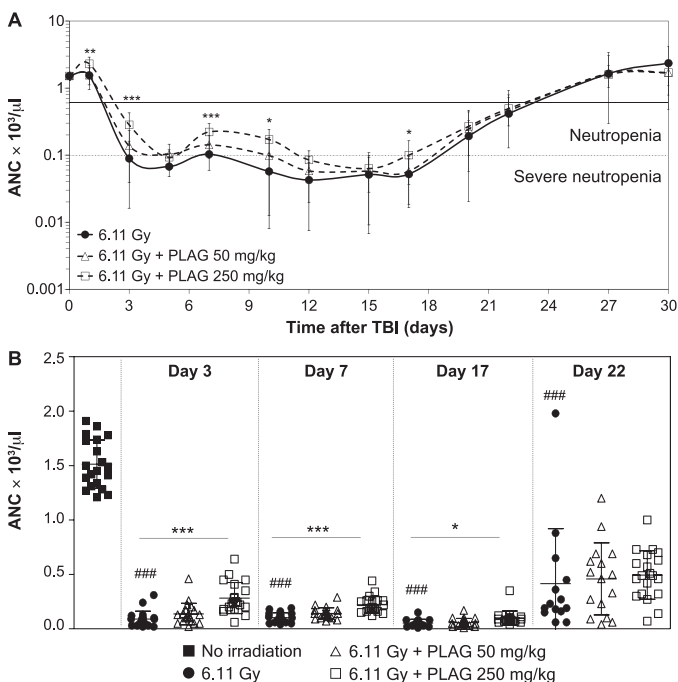 A
ANC × 10³/µl
10
1
0.1
0.01
0.001
**
***
***
*
*
Neutropenia
Severe neutropenia
6.11 Gy
6.11 Gy + PLAG 50 mg/kg
6.11 Gy + PLAG 250 mg/kg
0 3 6 9 12 15 18 21 24 27 30
Time after TBI (days)
B
ANC × 10³/µl
2.5
2.0
1.5
1.0
0.5
0.0
Day 3 Day 7 Day 17 Day 22
###
*** *** *
### ### ###
No irradiation 6.11 Gy + PLAG 50 mg/kg
6.11 Gy 6.11 Gy + PLAG 250 mg/kg